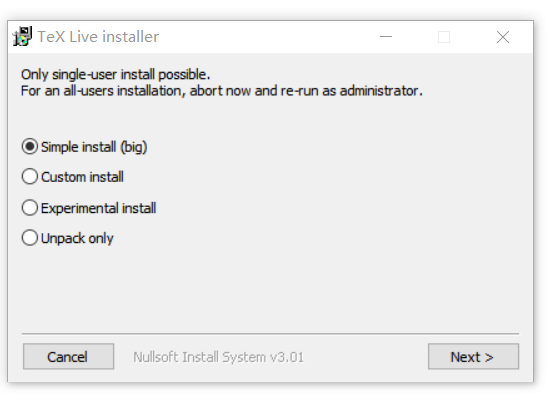 TeX Live installer
Only single-user install possible.
For an all-users installation, abort now and re-run as administrator.
Simple install (big)
Custom install
Experimental install
Unpack only
Cancel
Nullsoft Install System v3.01
Next >